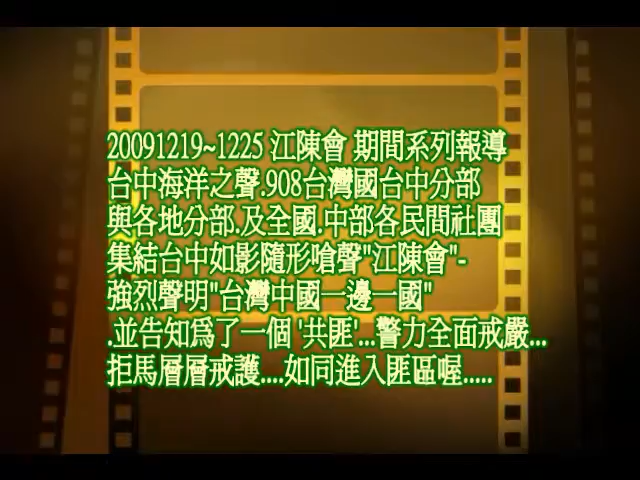 20091219~1225 江陳會 期間系列報導
台中海洋之聲.908台灣國台中分部
與各地分部.及全國.中部各民間社團
集結台中如影隨形嗆聲"江陳會"-
強烈聲明"台灣中國一邊一國"
.並告知爲了一個 '共匪'...警力全面戒嚴...
拒馬層層戒護....如同進入匪區喔.....